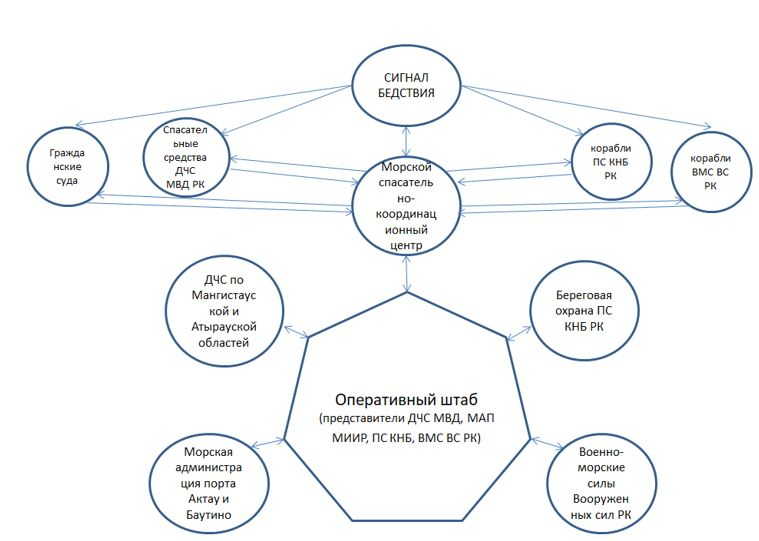 СИГНАЛ
БЕДСТВИЯ
Гражда
нские
суда
Спасател
ьные
средства
ДЧС
МВД РК
Морской
спасатель
но-
координац
ионный
центр
корабли
ПС КНБ
РК
корабли
ВМС ВС
РК
ДЧС по
Мангистаус
кой и
Атырауской
областей
Береговая
охрана ПС
КНБ РК
Оперативный штаб
(представители ДЧС МВД, МАП
МИИР, ПС КНБ, ВМС ВС РК)
Морская
администра
ция порта
Актау и
Баутино
Военно-
морские
силы
Вооружен
ных сил РК